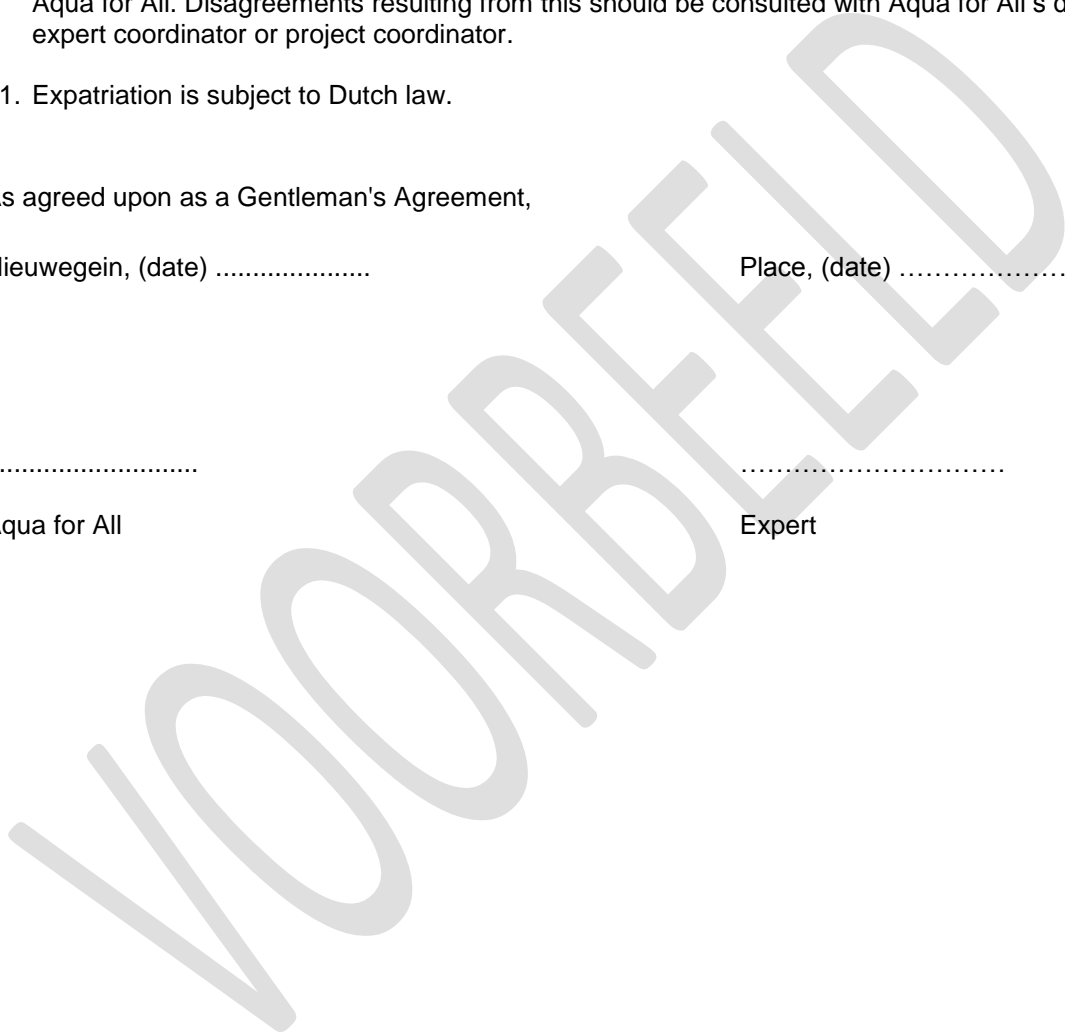 Aqua for All. Disagreements resulting from this should be consulted with Aqua for All's
expert coordinator or project coordinator.
1. Expatriation is subject to Dutch law.
s agreed upon as a Gentleman's Agreement,
ieuwegein, (date) ..................... Place, (date) …………………
........................... …………………………
qua for All Expert
VOORBEELD